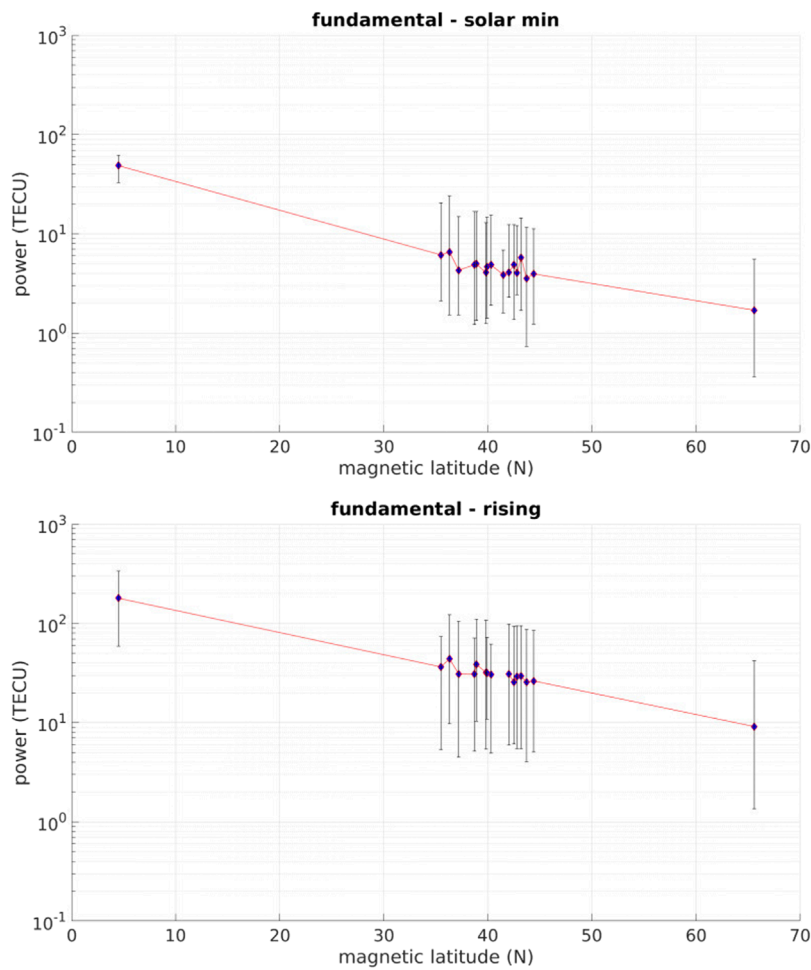 fundamental - solar min
10^3
10^2
10^1
10^0
10^-1
power (TECU)
0 10 20 30 40 50 60 70
magnetic latitude (N)
fundamental - rising
10^3
10^2
10^1
10^0
10^-1
power (TECU)
0 10 20 30 40 50 60 70
magnetic latitude (N)